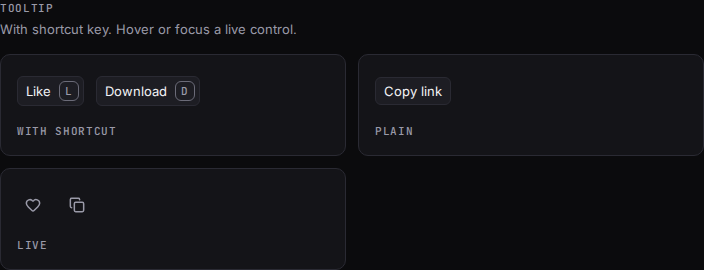 TOOLTIP
With shortcut key. Hover or focus a live control.
Like L Download D
WITH SHORTCUT
Copy link
PLAIN
LIVE